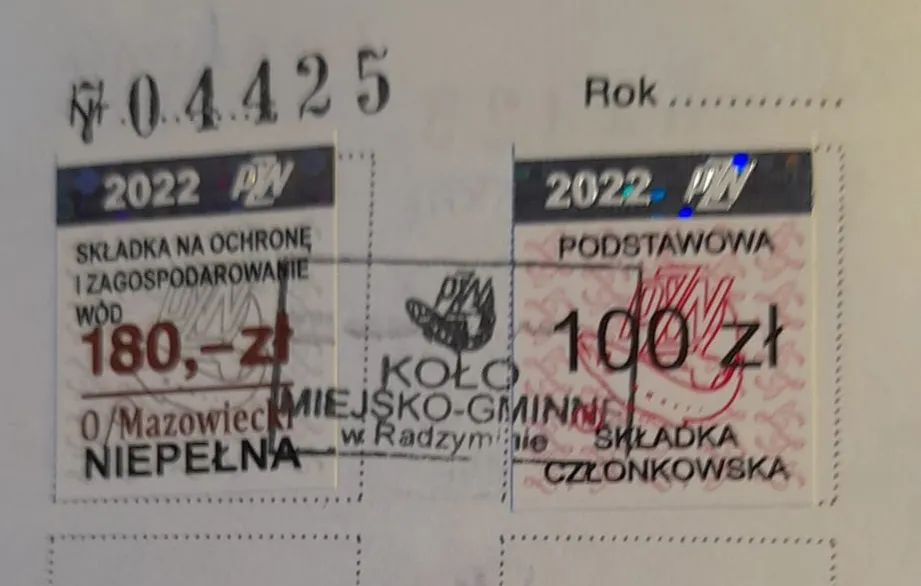 № 04425
Rok ............
2022 PZW
SKŁADKA NA OCHRONĘ
I ZAGOSPODAROWANIE
WÓD
180,-zł
O/Mazowiecki
NIEPEŁNA
PZW
KOŁO
MIEJSKO-GMINNE
w Radzyminie
2022 PZW
PODSTAWOWA
100 zł
SKŁADKA
CZŁONKOWSKA